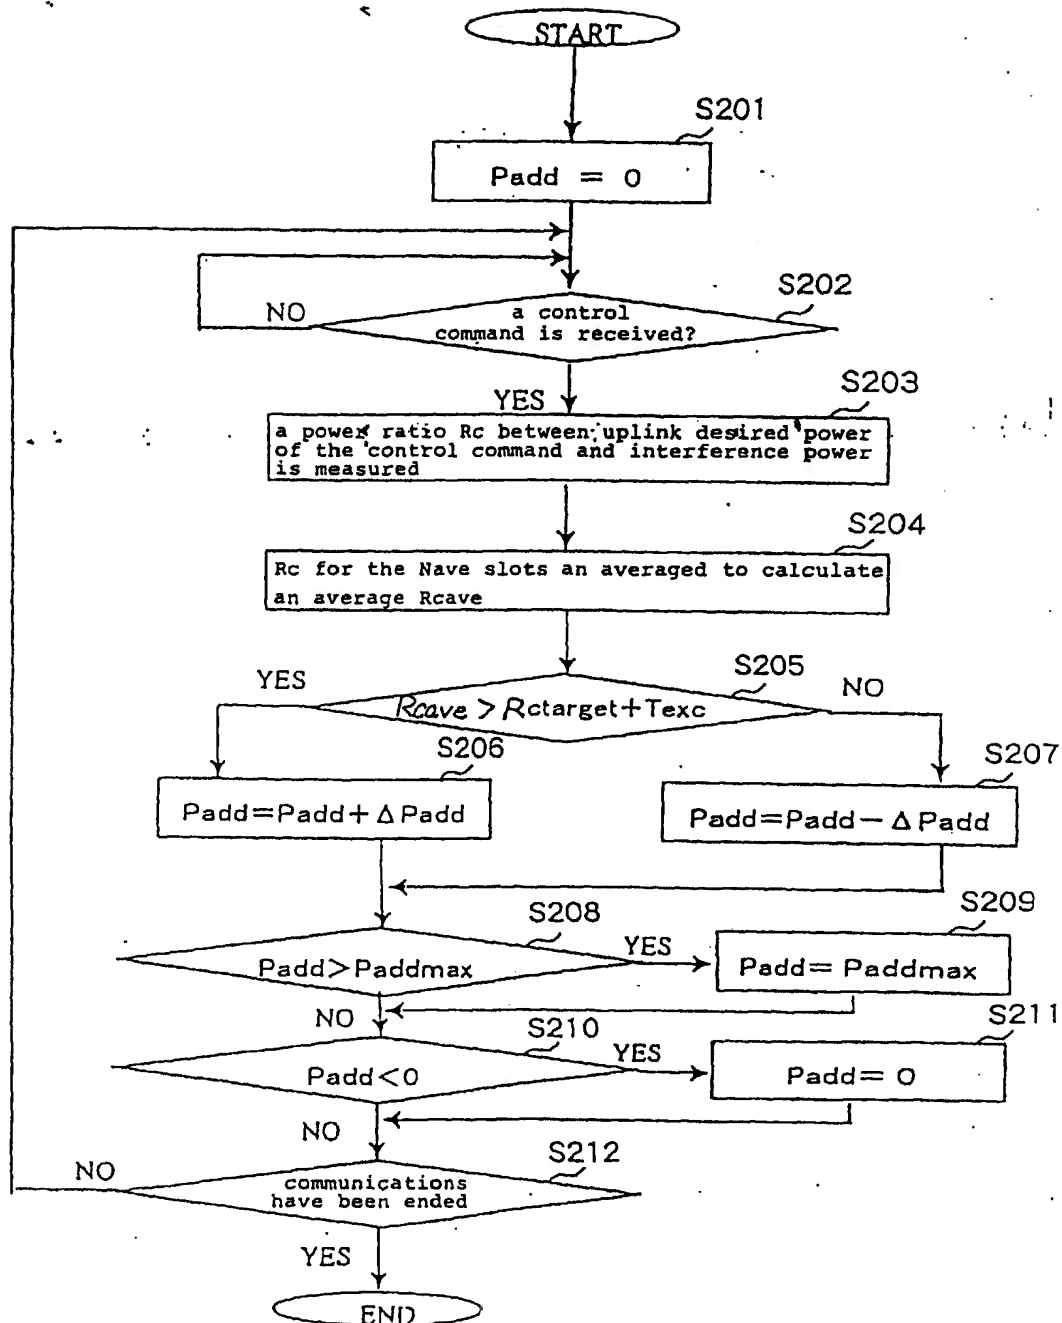 START
S201
Padd = 0
S202
NO
a control
command is received?
YES
S203
a power ratio Rc between uplink desired power
of the control command and interference power
is measured
S204
Rc for the Nave slots an averaged to calculate
an average Rcave
S205
YES
NO
Rcave > Rctarget+Texc
S206
S207
Padd=Padd+ Δ Padd
Padd=Padd− Δ Padd
S208
S209
YES
Padd>Paddmax
Padd= Paddmax
NO
S210
S211
YES
Padd<0
Padd= 0
NO
S212
NO
communications
have been ended
YES
END